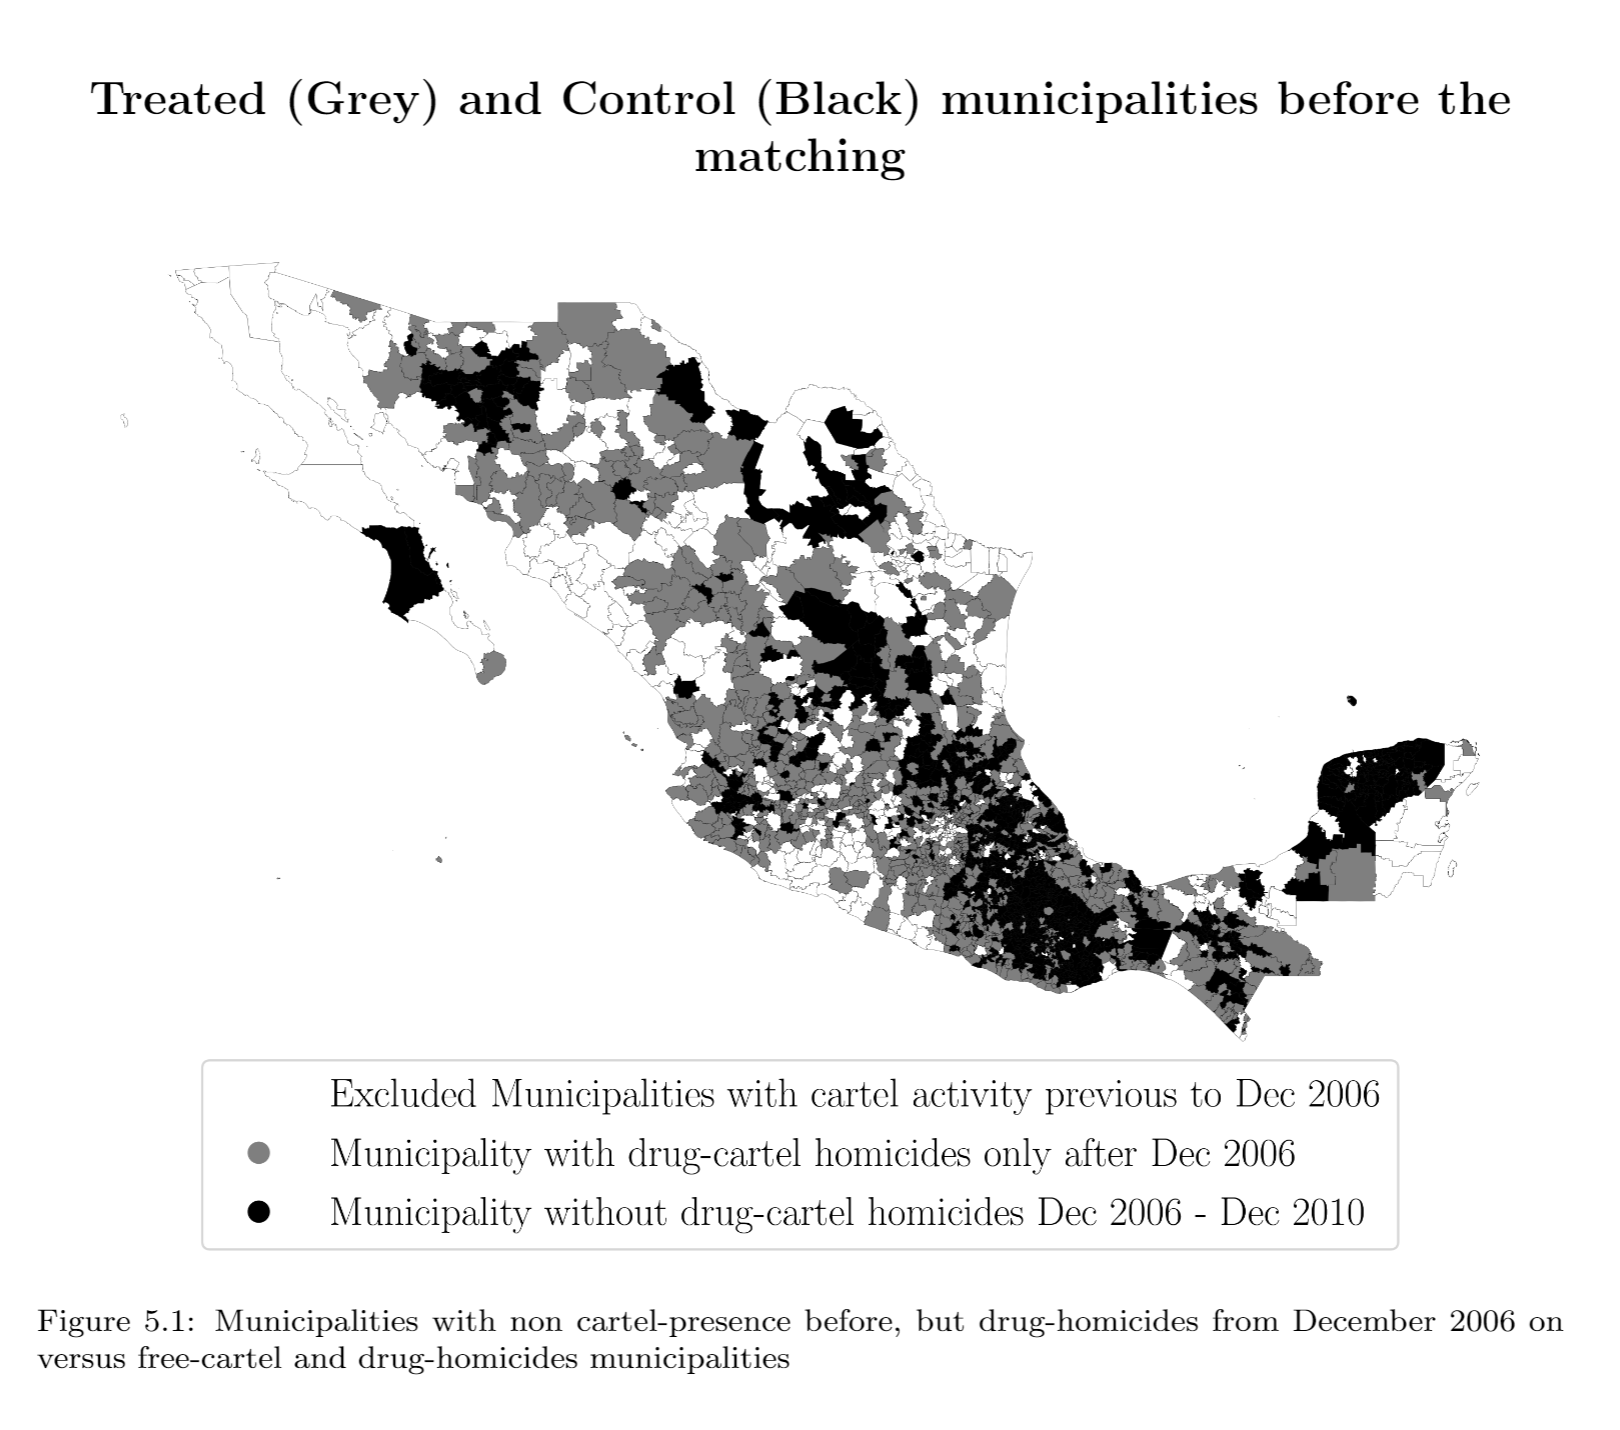 Treated (Grey) and Control (Black) municipalities before the
matching
Excluded Municipalities with cartel activity previous to Dec 2006
Municipality with drug-cartel homicides only after Dec 2006
Municipality without drug-cartel homicides Dec 2006 - Dec 2010
Figure 5.1: Municipalities with non cartel-presence before, but drug-homicides from December 2006 on
versus free-cartel and drug-homicides municipalities